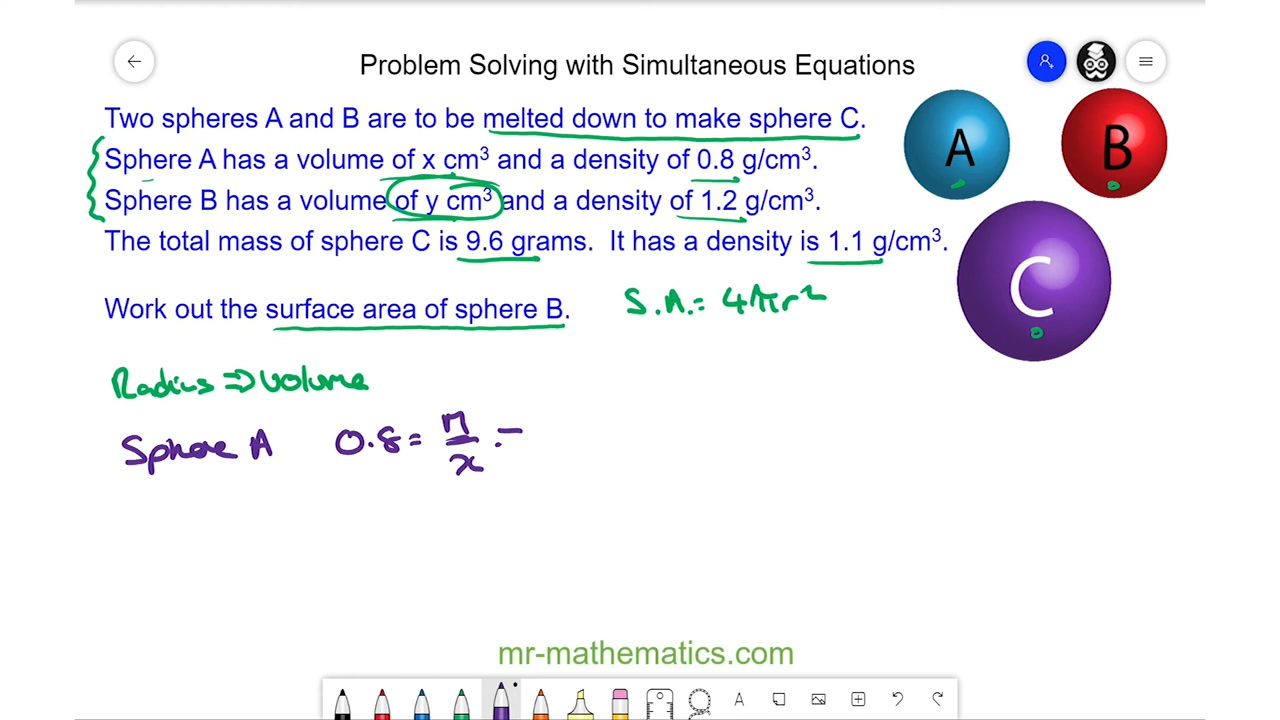 Problem Solving with Simultaneous Equations
Two spheres A and B are to be melted down to make sphere C.
Sphere A has a volume of x cm³ and a density of 0.8 g/cm³.
Sphere B has a volume of y cm³ and a density of 1.2 g/cm³.
The total mass of sphere C is 9.6 grams. It has a density is 1.1 g/cm³.
Work out the surface area of sphere B.
S.A. = 4πr²
A
B
C
Radius ⇒ Volume
Sphere A 0.8 = M/x
mr-mathematics.com
A